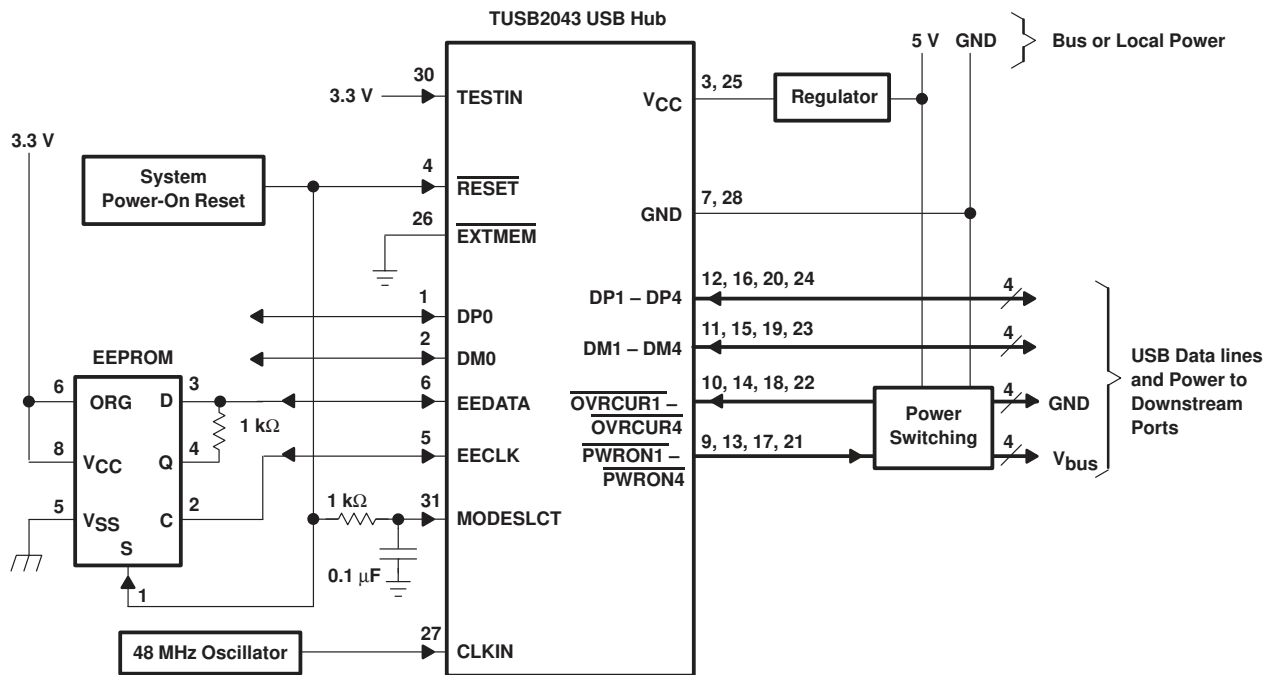 TUSB2043 USB Hub
5 V GND
Bus or Local Power
30
3.3 V
TESTIN
3, 25
VCC
Regulator
3.3 V
System
Power-On Reset
4
RESET
26
EXTMEM
7, 28
GND
1
DP0
2
DM0
12, 16, 20, 24
DP1 – DP4
4
11, 15, 19, 23
DM1 – DM4
4
USB Data lines
and Power to
Downstream
Ports
EEPROM
6
ORG
D
3
1 kΩ
6
EEDATA
10, 14, 18, 22
OVRCUR1 –
OVRCUR4
Power
Switching
4
GND
8
VCC
Q
4
5
EECLK
9, 13, 17, 21
PWRON1 –
PWRON4
4
Vbus
5
VSS
C
2
S
1
1 kΩ
31
MODESLCT
0.1 μF
48 MHz Oscillator
27
CLKIN